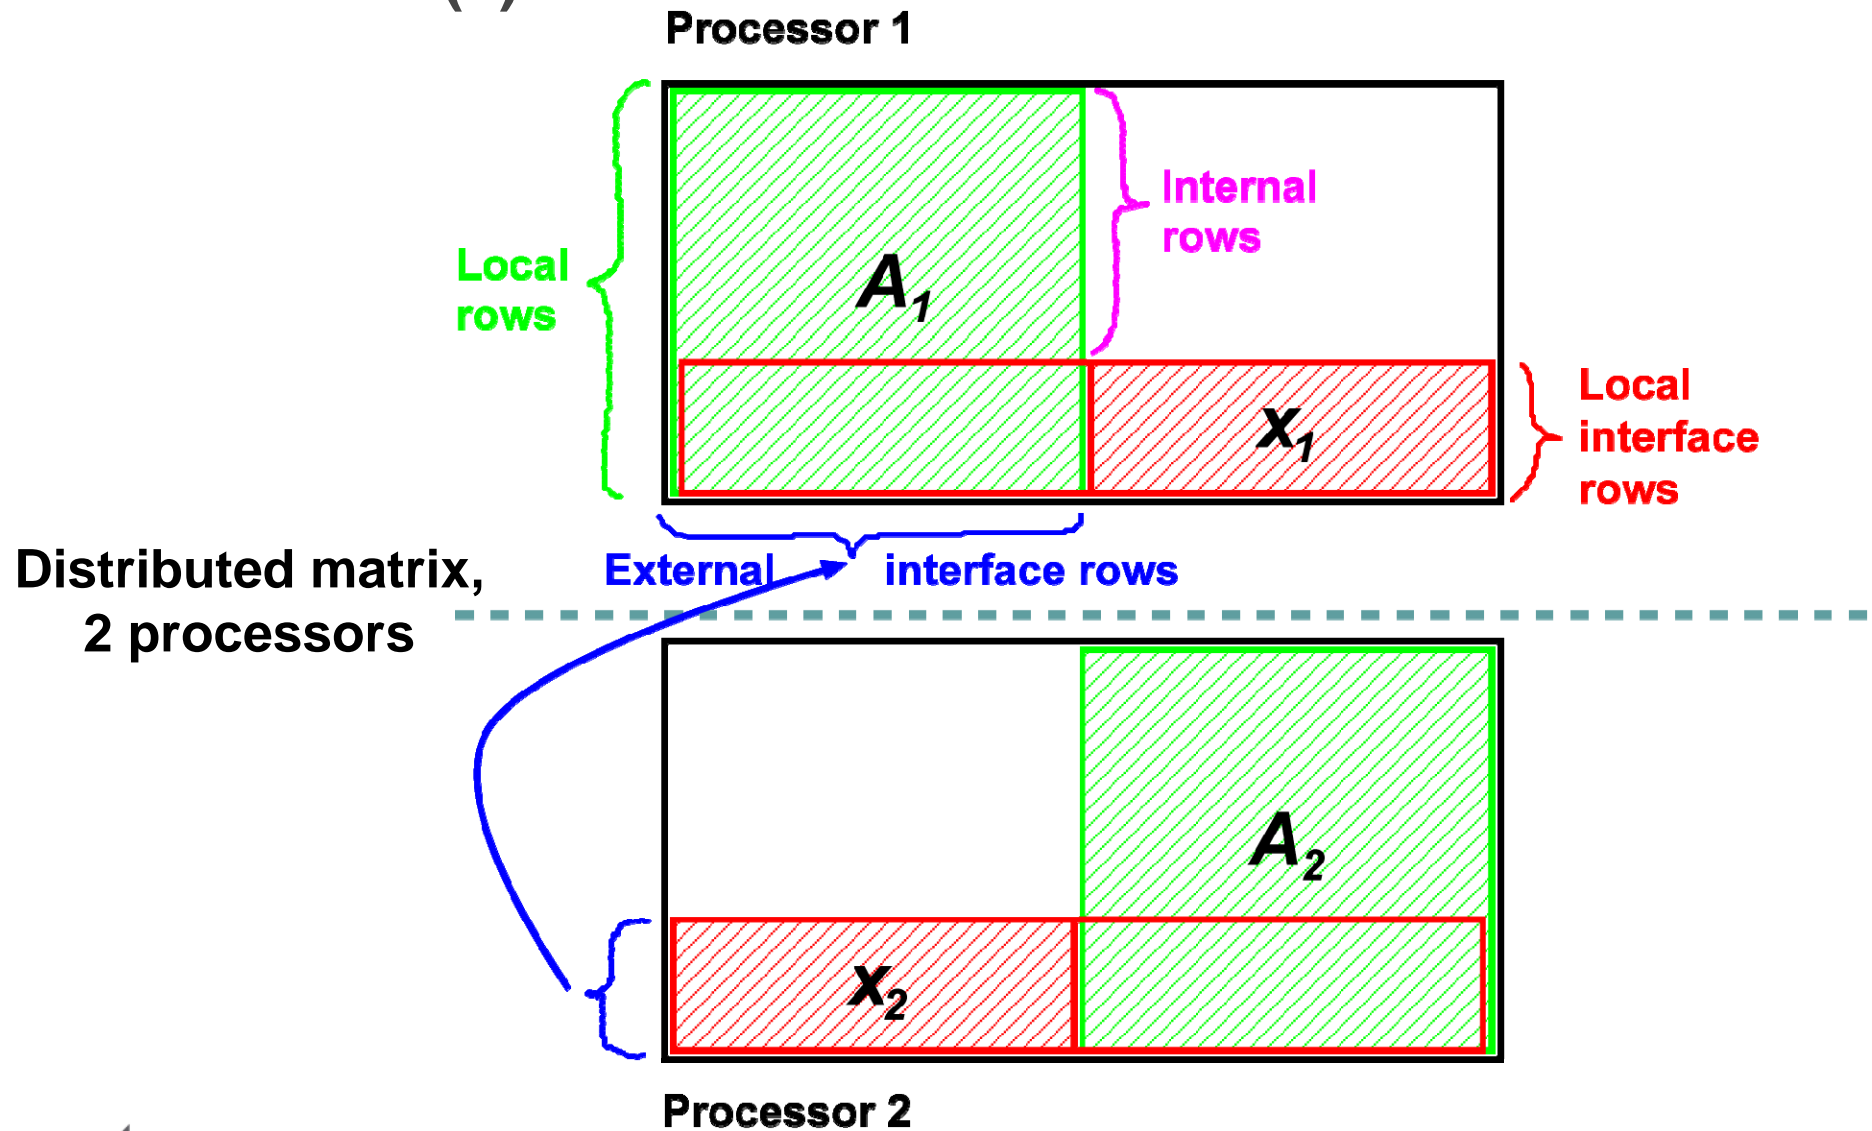 Processor 1
Internal
rows
Local
rows
A1
Local
interface
rows
x1
External interface rows
Distributed matrix,
2 processors
A2
x2
Processor 2